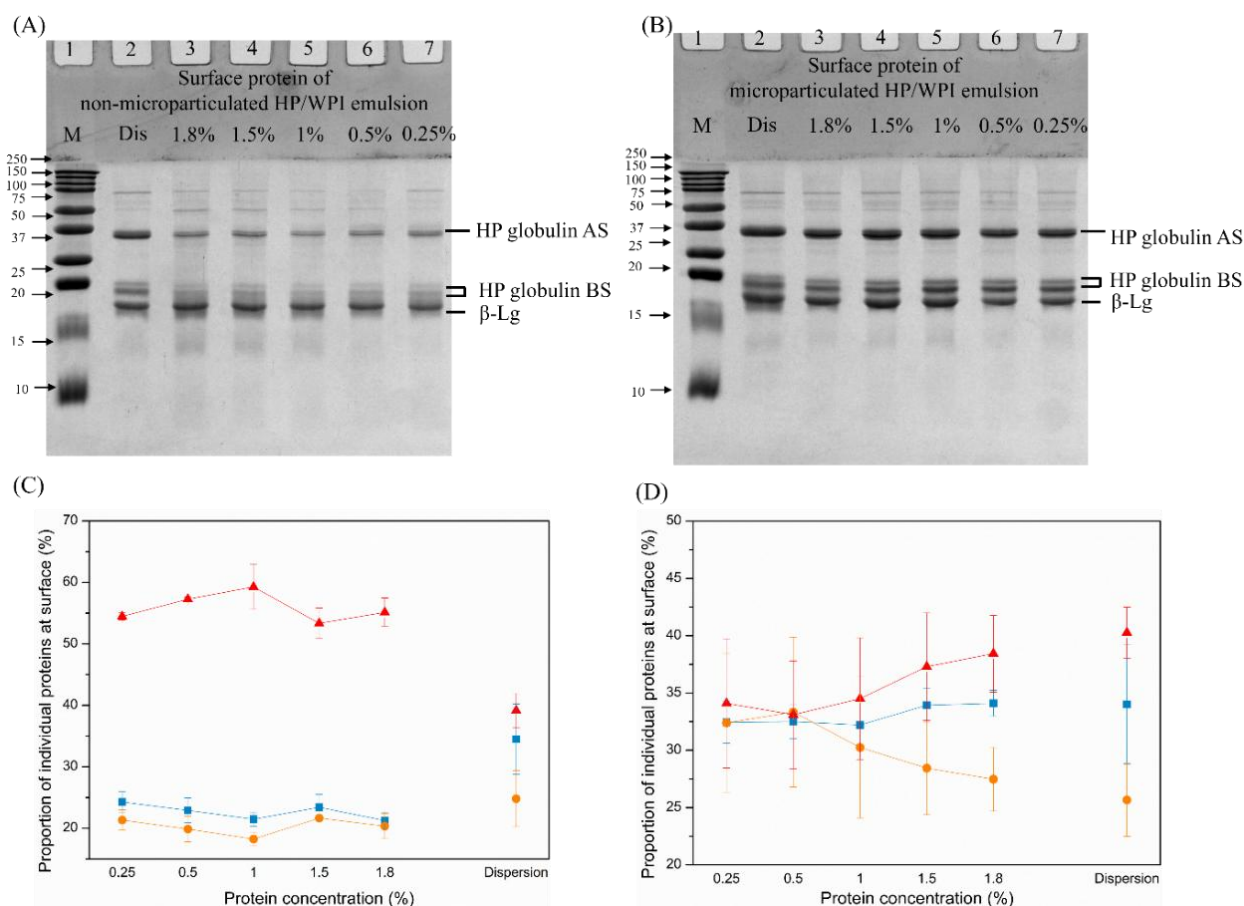 (A)
1 2 3 4 5 6 7
Surface protein of
non-microparticulated HP/WPI emulsion
M Dis 1.8% 1.5% 1% 0.5% 0.25%
250
150
100
75
50
37
25
20
15
10
HP globulin AS
HP globulin BS
β-Lg
(B)
1 2 3 4 5 6 7
Surface protein of
microparticulated HP/WPI emulsion
M Dis 1.8% 1.5% 1% 0.5% 0.25%
250
150
100
75
50
37
25
20
15
10
HP globulin AS
HP globulin BS
β-Lg
(C)
Proportion of individual proteins at surface (%)
70
60
50
40
30
20
0.25 0.5 1 1.5 1.8 Dispersion
Protein concentration (%)
(D)
Proportion of individual proteins at surface (%)
50
45
40
35
30
25
20
0.25 0.5 1 1.5 1.8 Dispersion
Protein concentration (%)